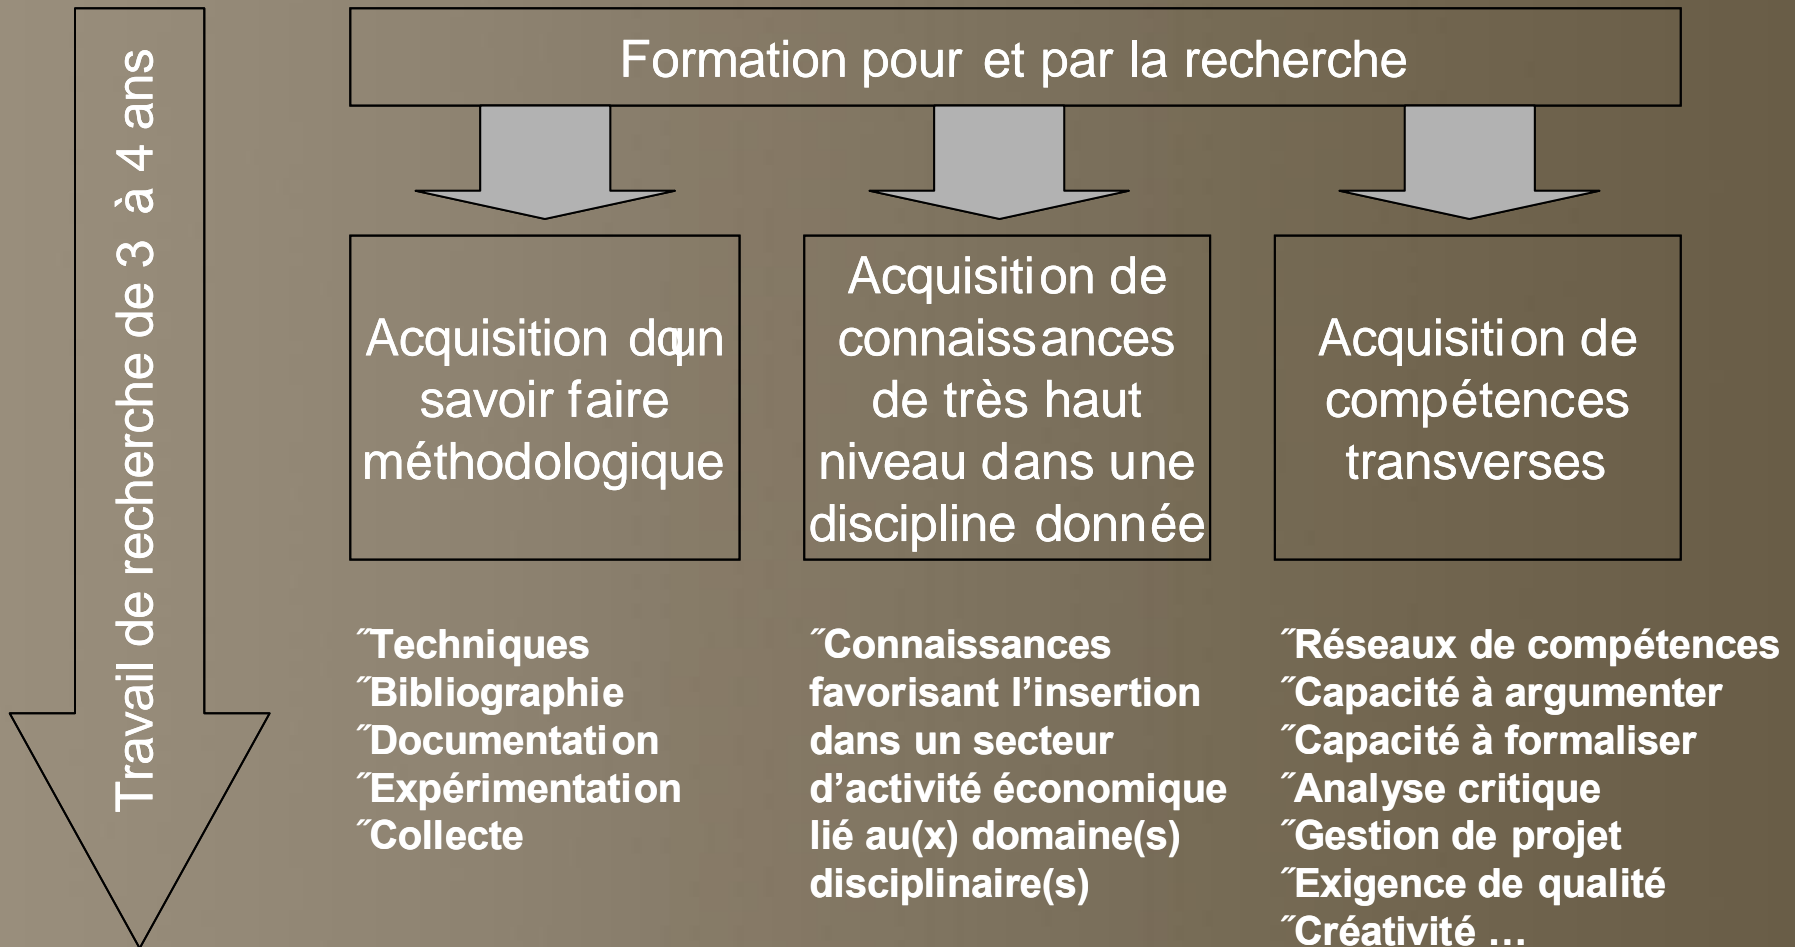 Travail de recherche de 3 à 4 ans
Formation pour et par la recherche
Acquisition dqun
savoir faire
méthodologique
Acquisition de
connaissances
de très haut
niveau dans une
discipline donnée
Acquisition de
compétences
transverses
˝Techniques
˝Bibliographie
˝Documentation
˝Expérimentation
˝Collecte
˝Connaissances
favorisant l’insertion
dans un secteur
d’activité économique
lié au(x) domaine(s)
disciplinaire(s)
˝Réseaux de compétences
˝Capacité à argumenter
˝Capacité à formaliser
˝Analyse critique
˝Gestion de projet
˝Exigence de qualité
˝Créativité …